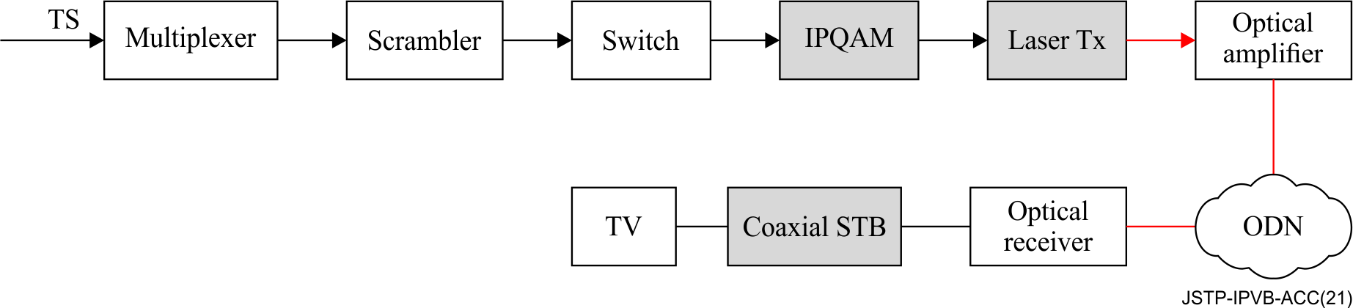 TS
Multiplexer
Scrambler
Switch
IPQAM
Laser Tx
Optical
amplifier
TV
Coaxial STB
Optical
receiver
ODN
JSTP-IPVB-ACC(21)